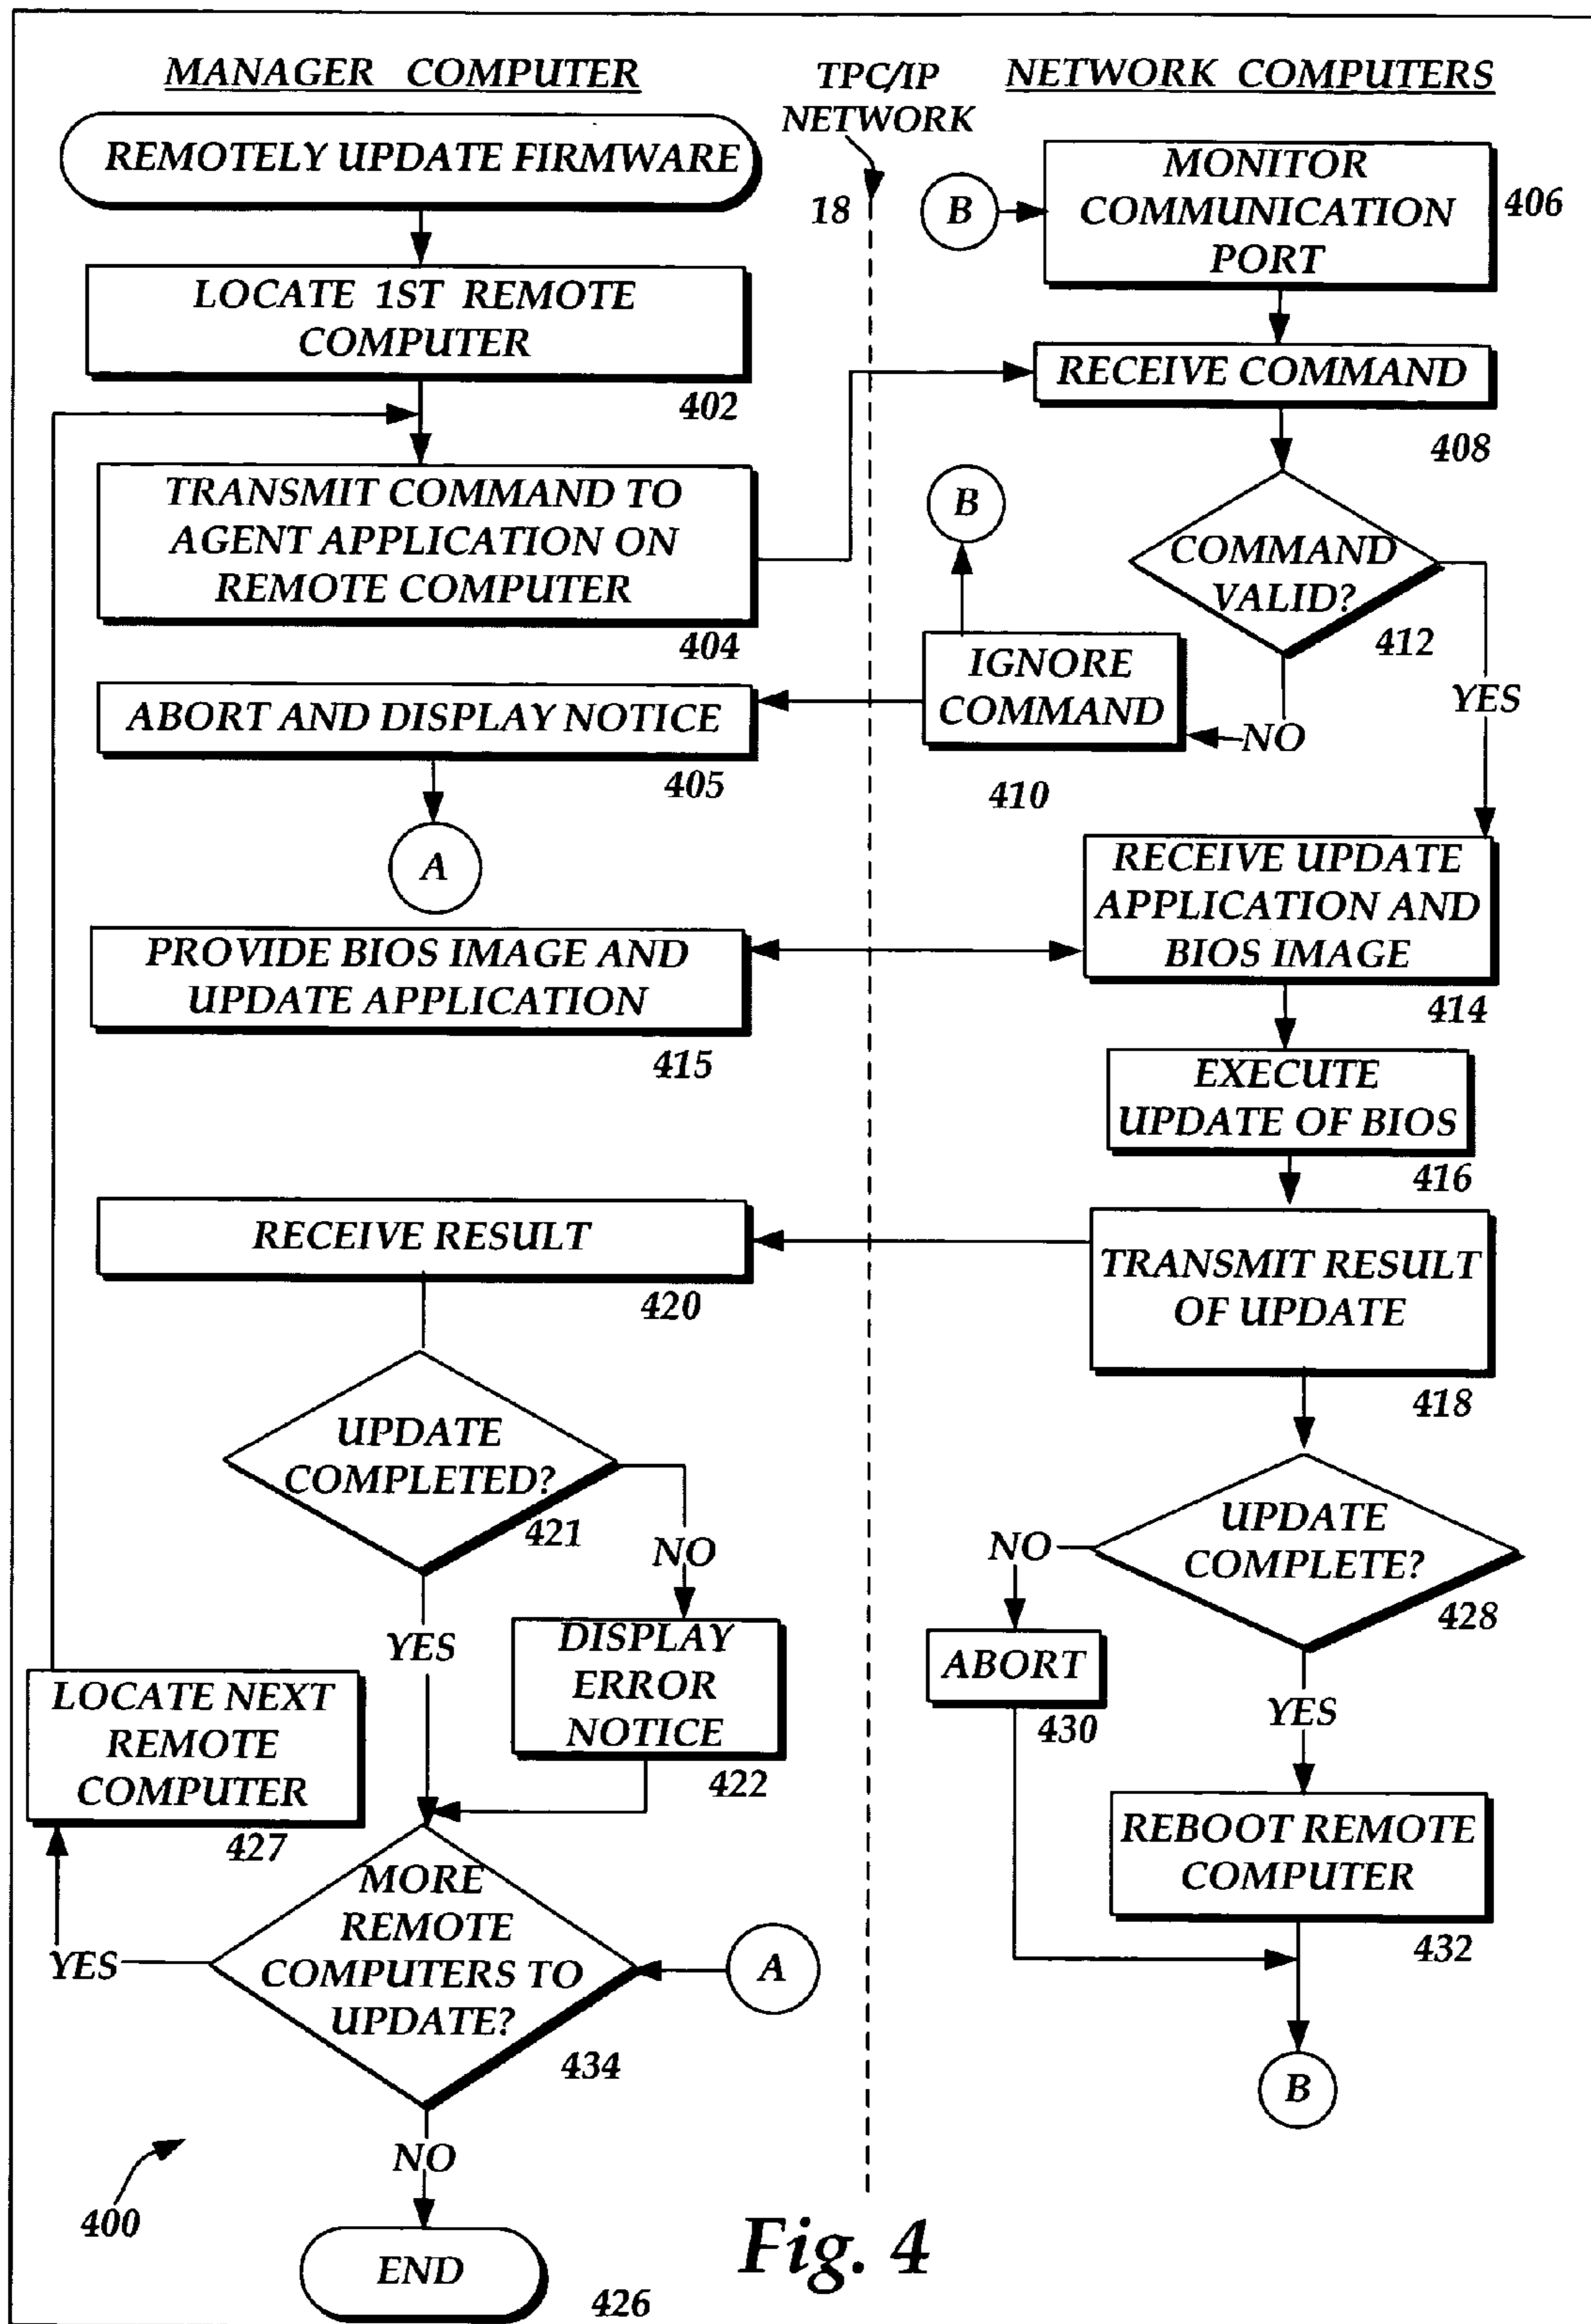 MANAGER COMPUTER
TPC/IP
NETWORK
NETWORK COMPUTERS
REMOTELY UPDATE FIRMWARE
18
B
MONITOR
COMMUNICATION
PORT
406
LOCATE 1ST REMOTE
COMPUTER
402
RECEIVE COMMAND
408
TRANSMIT COMMAND TO
AGENT APPLICATION ON
REMOTE COMPUTER
404
B
COMMAND
VALID?
412
YES
NO
IGNORE
COMMAND
410
ABORT AND DISPLAY NOTICE
405
A
RECEIVE UPDATE
APPLICATION AND
BIOS IMAGE
414
PROVIDE BIOS IMAGE AND
UPDATE APPLICATION
415
EXECUTE
UPDATE OF BIOS
416
RECEIVE RESULT
420
TRANSMIT RESULT
OF UPDATE
418
UPDATE
COMPLETED?
421
NO
YES
UPDATE
COMPLETE?
428
NO
ABORT
430
YES
DISPLAY
ERROR
NOTICE
422
LOCATE NEXT
REMOTE
COMPUTER
427
REBOOT REMOTE
COMPUTER
432
MORE
REMOTE
COMPUTERS TO
UPDATE?
434
YES
A
B
NO
400
END
426
Fig. 4